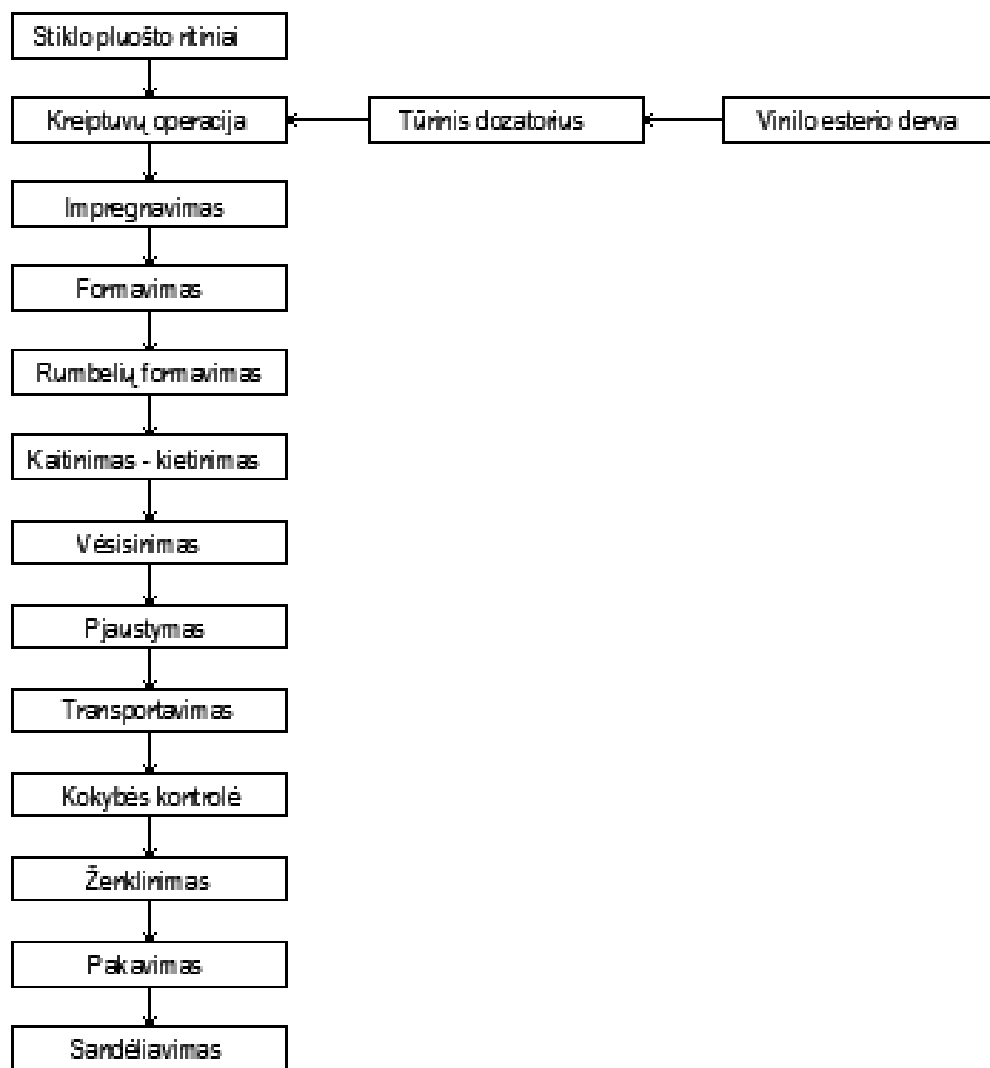 Stiklo pluošto ritiniai
Kreiptuvų operacija
Tūrinis dozatorius
Vinilo esterio derva
Impregnavimas
Formavimas
Rumbelių formavimas
Kaitinimas - kietinimas
Vėsisinimas
Pjaustymas
Transportavimas
Kokybės kontrolė
Ženklinimas
Pakavimas
Sandėliavimas